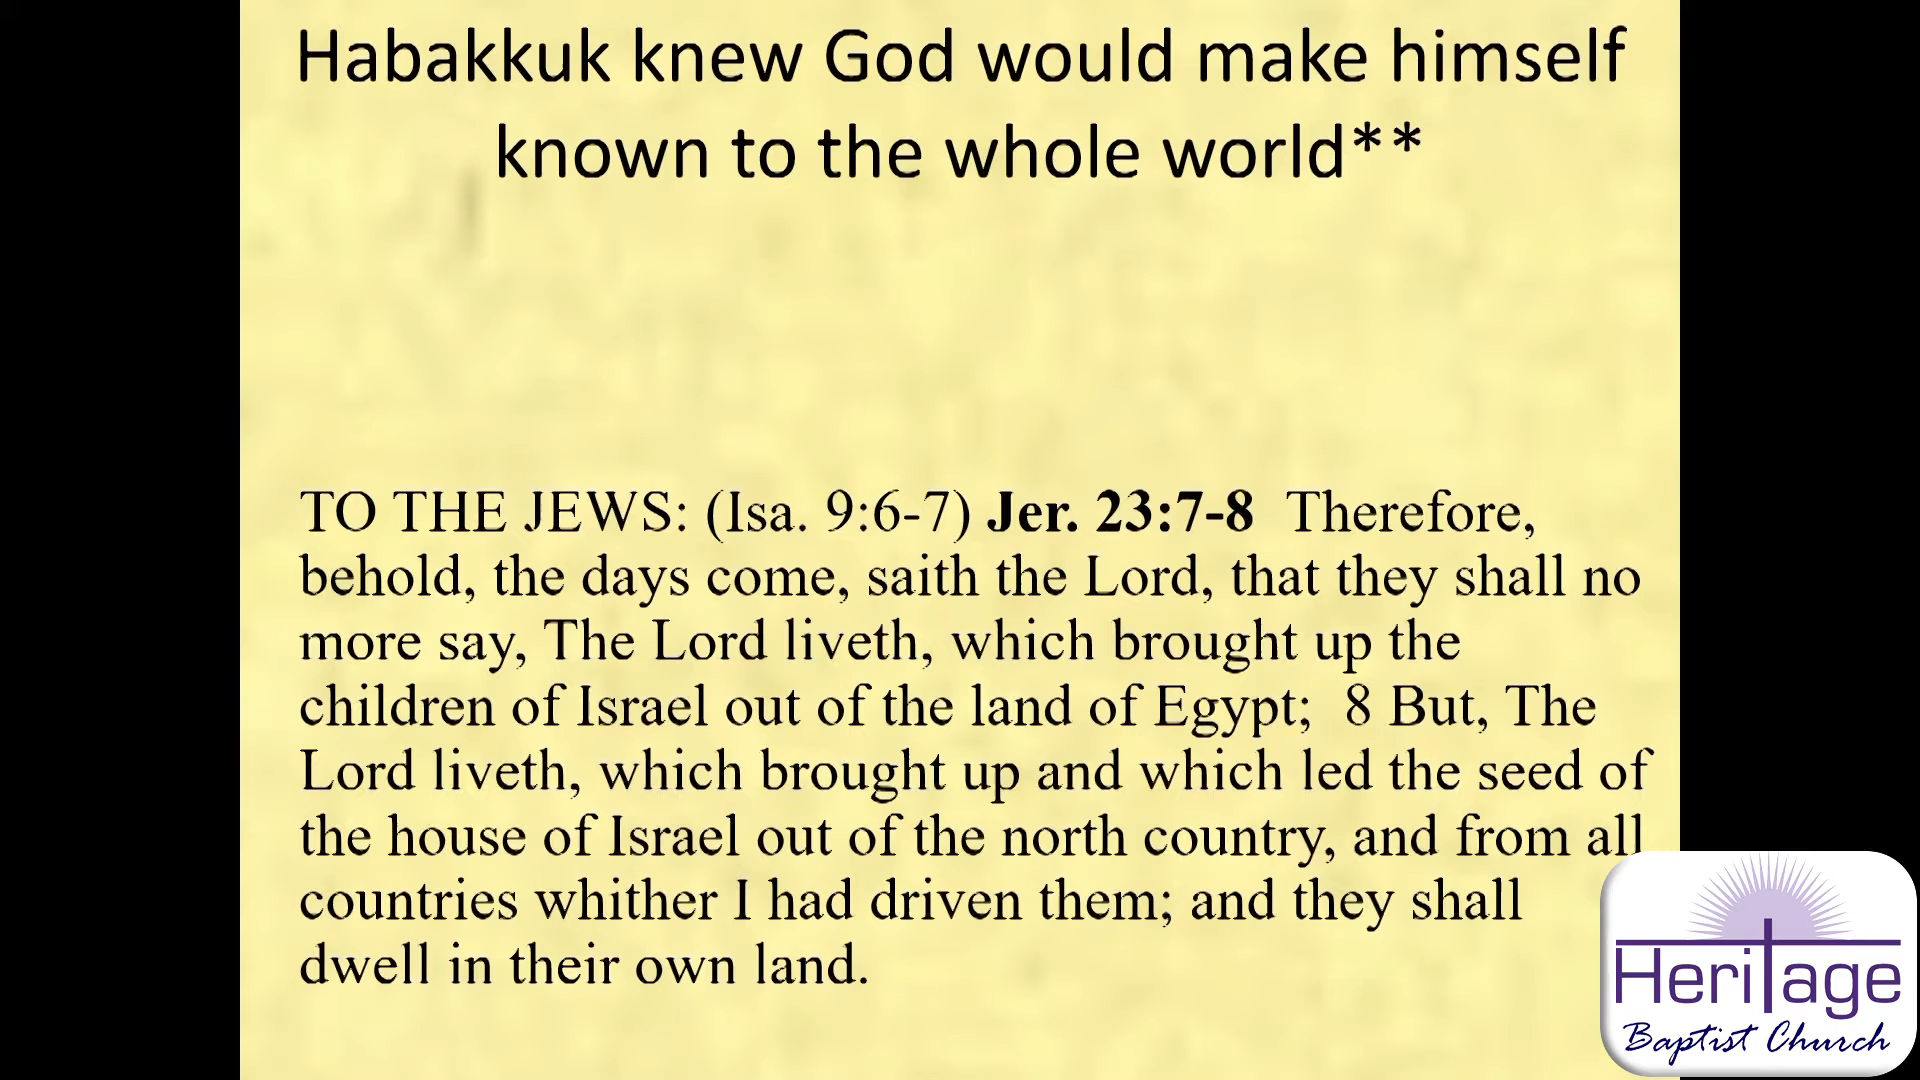 Habakkuk knew God would make himself
known to the whole world**
TO THE JEWS: (Isa. 9:6-7) Jer. 23:7-8  Therefore,
behold, the days come, saith the Lord, that they shall no
more say, The Lord liveth, which brought up the
children of Israel out of the land of Egypt;  8 But, The
Lord liveth, which brought up and which led the seed of
the house of Israel out of the north country, and from all
countries whither I had driven them; and they shall
dwell in their own land.
Heritage
Baptist Church